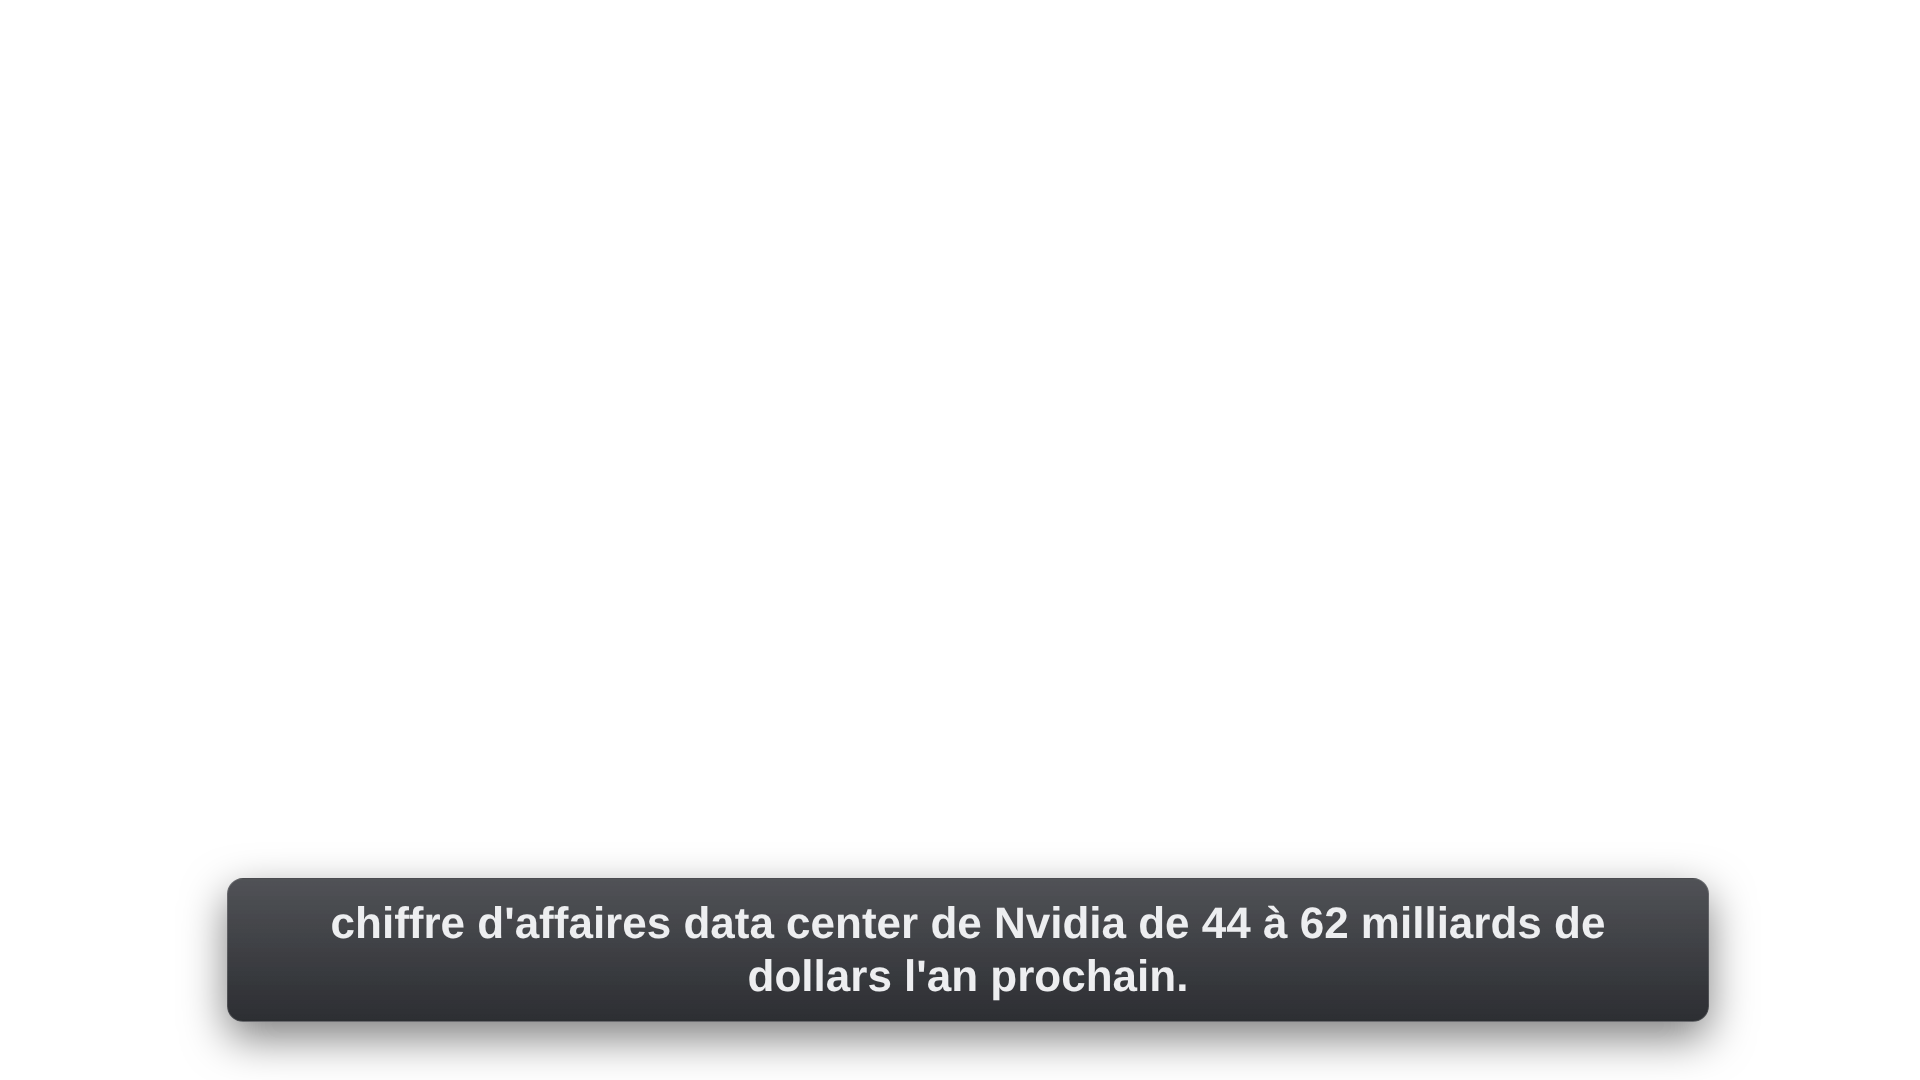 chiffre d'affaires data center de Nvidia de 44 à 62 milliards de
dollars l'an prochain.